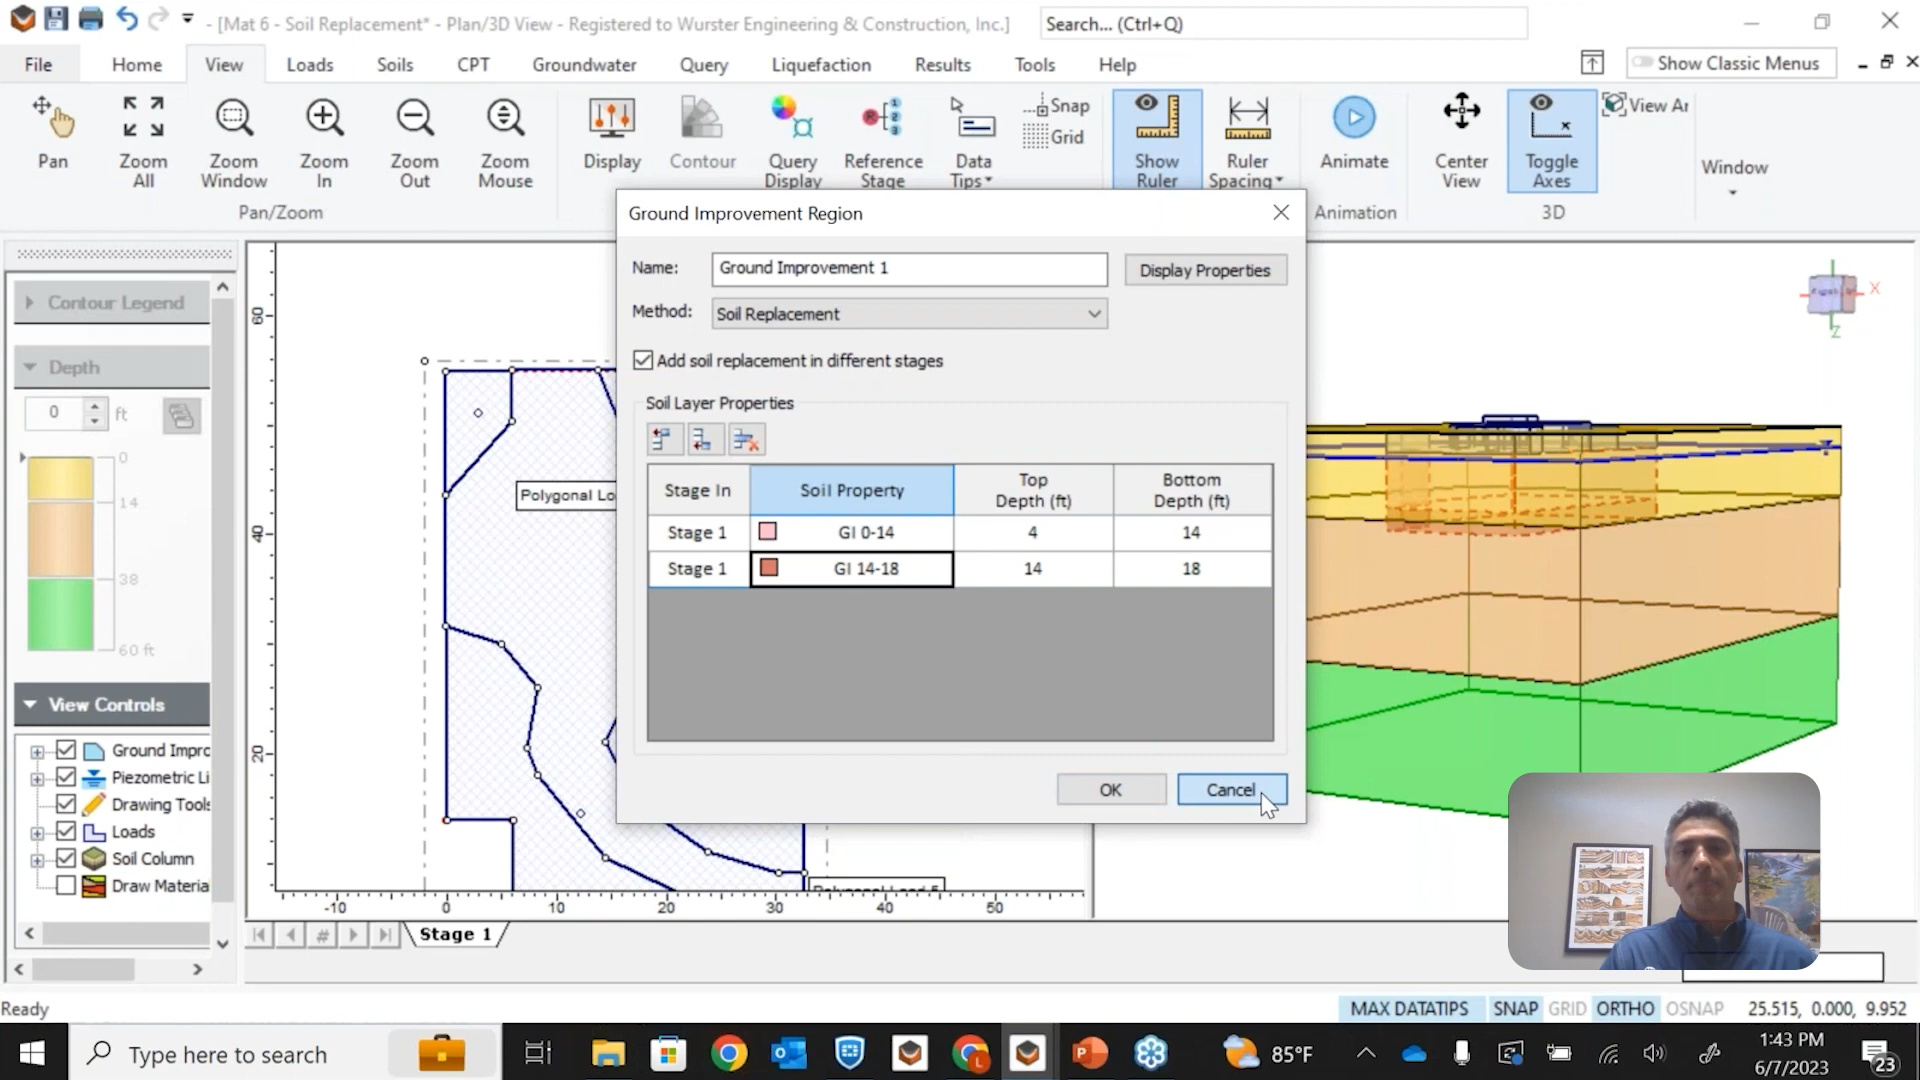 - [Mat 6 - Soil Replacement* - Plan/3D View - Registered to Wurster Engineering & Construction, Inc.]
Search... (Ctrl+Q)
File Home View Loads Soils CPT Groundwater Query Liquefaction Results Tools Help
Show Classic Menus
Pan
Zoom All
Zoom Window
Zoom In
Zoom Out
Zoom Mouse
Pan/Zoom
Display
Contour
Query Display
Reference Stage
Data Tips
Snap
Grid
Show Ruler
Ruler Spacing
Animate
Animation
Center View
Toggle Axes
3D
View Ar
Window
Ground Improvement Region
Name: Ground Improvement 1
Display Properties
Method: Soil Replacement
Add soil replacement in different stages
Soil Layer Properties
Stage In Soil Property Top Depth (ft) Bottom Depth (ft)
Stage 1 GI 0-14 4 14
Stage 1 GI 14-18 14 18
OK Cancel
Contour Legend
Depth
0 ft
0
14
38
60 ft
View Controls
Ground Impro
Piezometric Li
Drawing Tools
Loads
Soil Column
Draw Materia
60
40
20
Polygonal Lo
-10 0 10 20 30 40 50
X
Z
Stage 1
Ready
MAX DATATIPS SNAP GRID ORTHO OSNAP 25.515, 0.000, 9.952
Type here to search
85°F
1:43 PM
6/7/2023
23